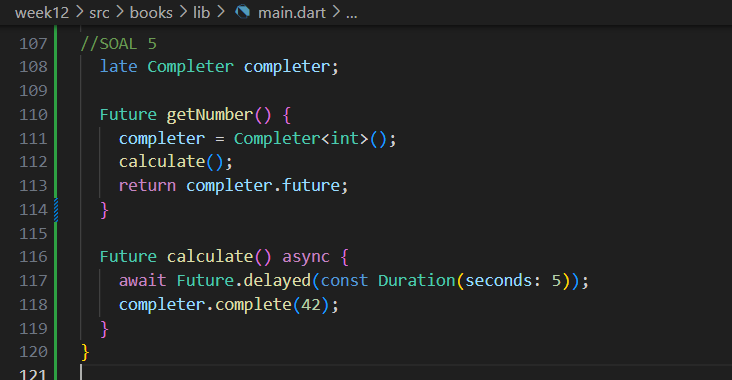 week12 > src > books > lib > main.dart > ...
107 //SOAL 5
108 late Completer completer;
109
110 Future getNumber() {
111 completer = Completer<int>();
112 calculate();
113 return completer.future;
114 }
115
116 Future calculate() async {
117 await Future.delayed(const Duration(seconds: 5));
118 completer.complete(42);
119 }
120 }
121